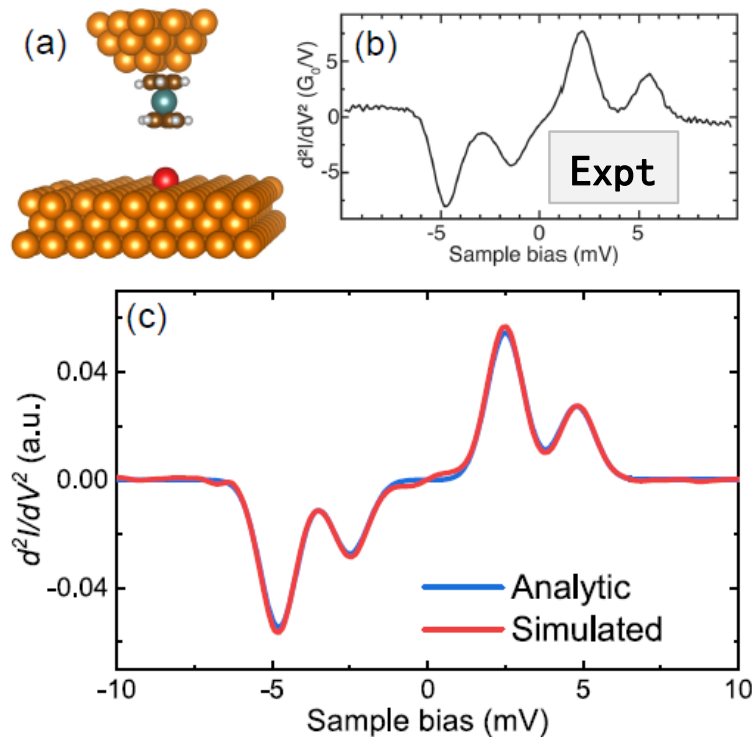 (a)
(b)
d²I/dV² (G₀/V)
5
0
-5
Expt
-5 0 5
Sample bias (mV)
(c)
d²I/dV² (a.u.)
0.04
0.00
-0.04
Analytic
Simulated
-10 -5 0 5 10
Sample bias (mV)